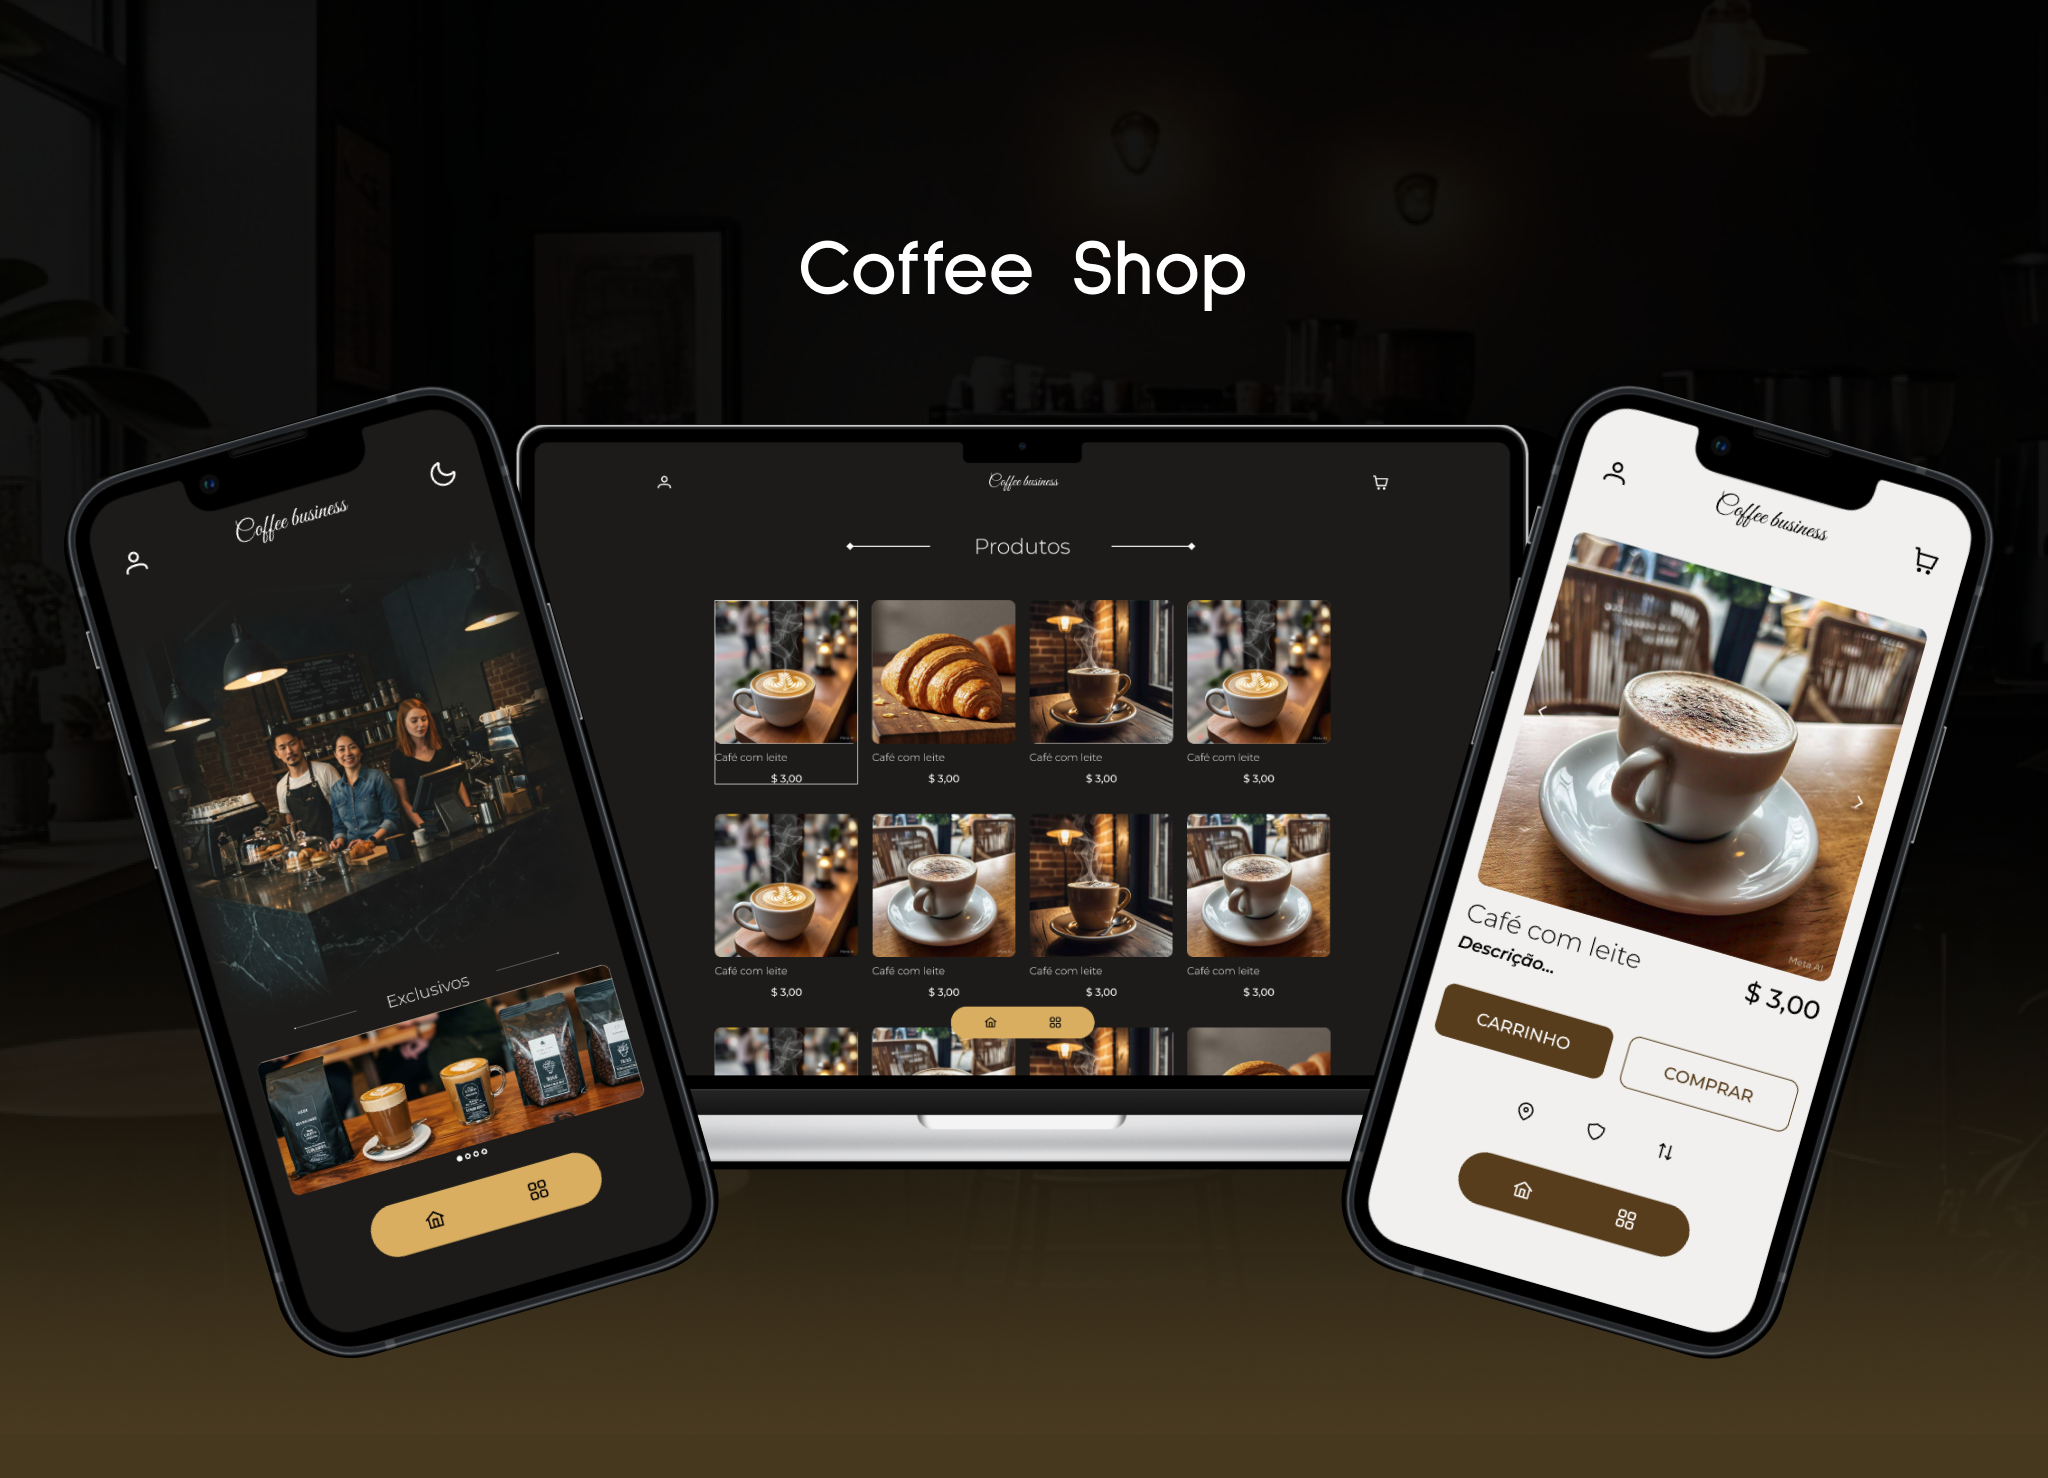 Coffee Shop
Coffee business
Exclusivos
Coffee business
Produtos
Café com leite
$ 3,00
Café com leite
$ 3,00
Café com leite
$ 3,00
Café com leite
$ 3,00
Café com leite
$ 3,00
Café com leite
$ 3,00
Café com leite
$ 3,00
Café com leite
$ 3,00
Coffee business
Meta AI
Café com leite
Descrição...
$ 3,00
CARRINHO
COMPRAR